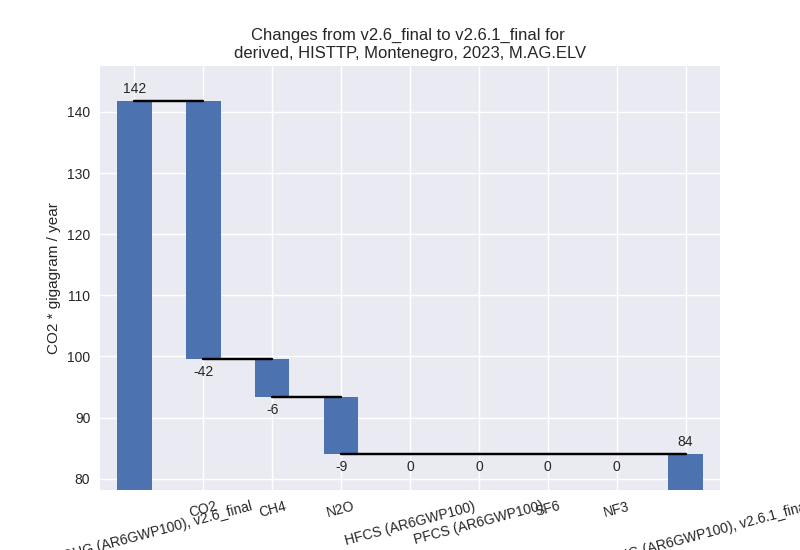 Changes from v2.6_final to v2.6.1_final for
derived, HISTTP, Montenegro, 2023, M.AG.ELV
CO2 * gigagram / year
140
130
120
110
100
90
80
142
-42
-6
-9
0
0
0
0
84
(AR6GWP100), v2.6_final
CO2
CH4
N2O
HFCS (AR6GWP100)
PFCS (AR6GWP100)
SF6
NF3
(AR6GWP100), v2.6.1_final